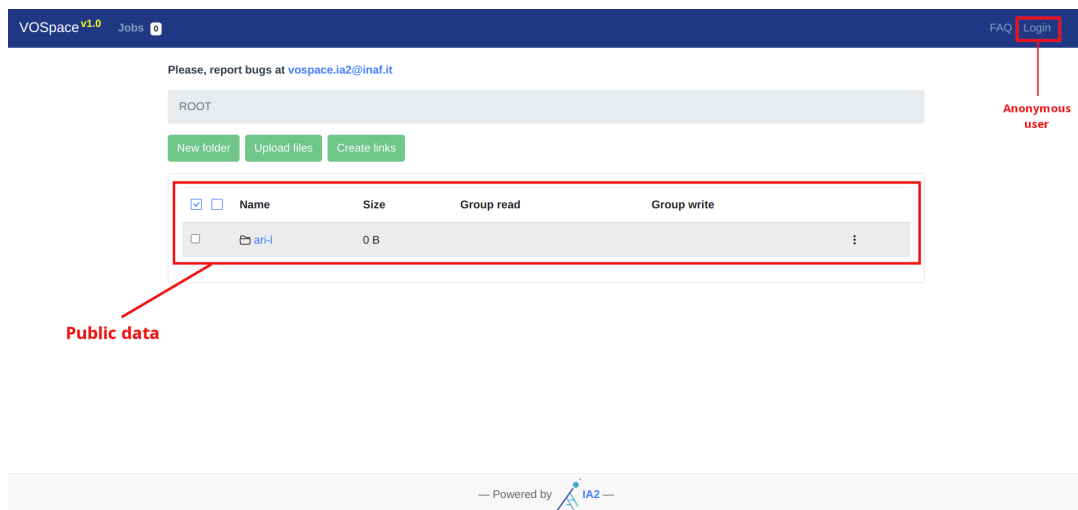 VOSpace v1.0 Jobs 0 FAQ Login
Please, report bugs at vospace.ia2@inaf.it
Anonymous
user
ROOT
New folder Upload files Create links
Name Size Group read Group write
ari-l 0 B
Public data
— Powered by IA2 —